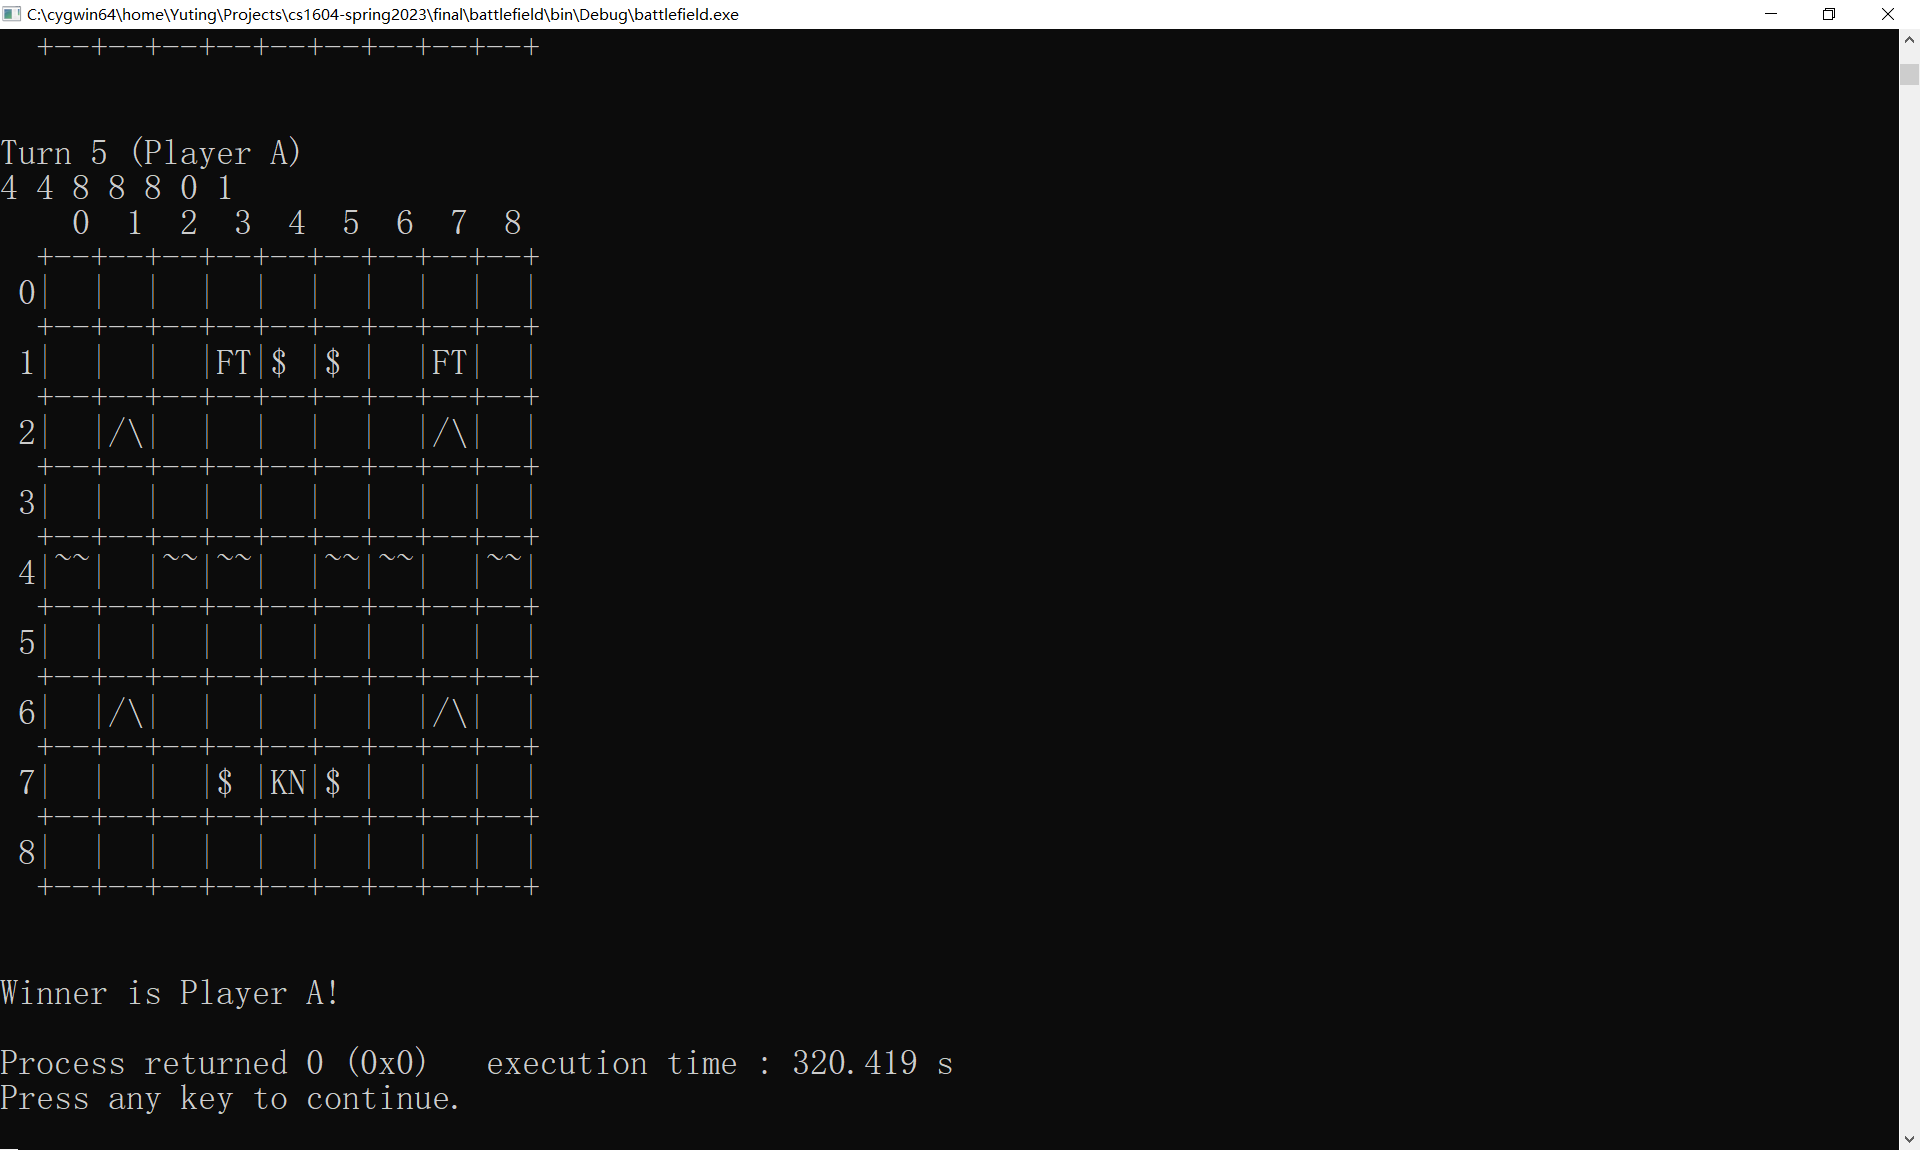 C:\cygwin64\home\Yuting\Projects\cs1604-spring2023\final\battlefield\bin\Debug\battlefield.exe
  +--+--+--+--+--+--+--+--+--+
Turn 5 (Player A)
4 4 8 8 8 0 1
    0  1  2  3  4  5  6  7  8
  +--+--+--+--+--+--+--+--+--+
 0|  |  |  |  |  |  |  |  |  |
  +--+--+--+--+--+--+--+--+--+
 1|  |  |  |FT|$ |$ |  |FT|  |
  +--+--+--+--+--+--+--+--+--+
 2|  |/\|  |  |  |  |  |/\|  |
  +--+--+--+--+--+--+--+--+--+
 3|  |  |  |  |  |  |  |  |  |
  +--+--+--+--+--+--+--+--+--+
 4|~~|  |~~|~~|  |~~|~~|  |~~|
  +--+--+--+--+--+--+--+--+--+
 5|  |  |  |  |  |  |  |  |  |
  +--+--+--+--+--+--+--+--+--+
 6|  |/\|  |  |  |  |  |/\|  |
  +--+--+--+--+--+--+--+--+--+
 7|  |  |  |$ |KN|$ |  |  |  |
  +--+--+--+--+--+--+--+--+--+
 8|  |  |  |  |  |  |  |  |  |
  +--+--+--+--+--+--+--+--+--+
Winner is Player A!
Process returned 0 (0x0)   execution time : 320.419 s
Press any key to continue.